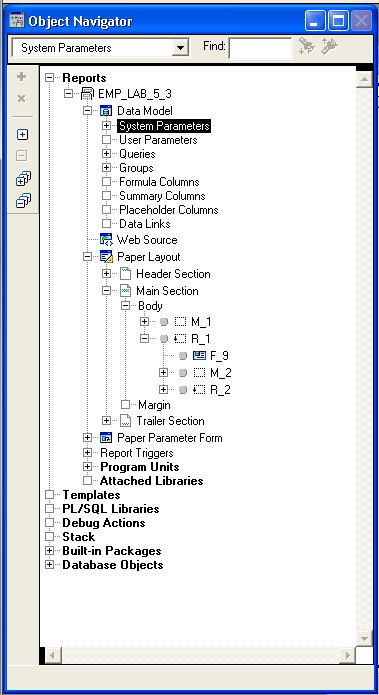 Object Navigator
System Parameters Find:
Reports
EMP_LAB_5_3
Data Model
System Parameters
User Parameters
Queries
Groups
Formula Columns
Summary Columns
Placeholder Columns
Data Links
Web Source
Paper Layout
Header Section
Main Section
Body
M_1
R_1
F_9
M_2
R_2
Margin
Trailer Section
Paper Parameter Form
Report Triggers
Program Units
Attached Libraries
Templates
PL/SQL Libraries
Debug Actions
Stack
Built-in Packages
Database Objects